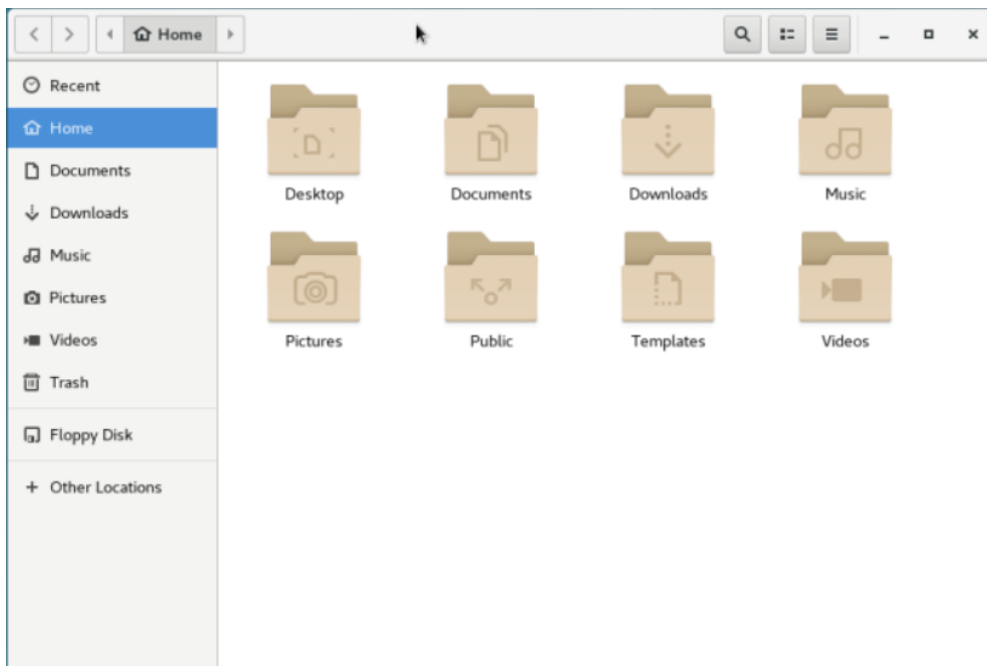 Home
Recent
Home
Documents
Downloads
Music
Pictures
Videos
Trash
Floppy Disk
Other Locations
Desktop Documents Downloads Music
Pictures Public Templates Videos